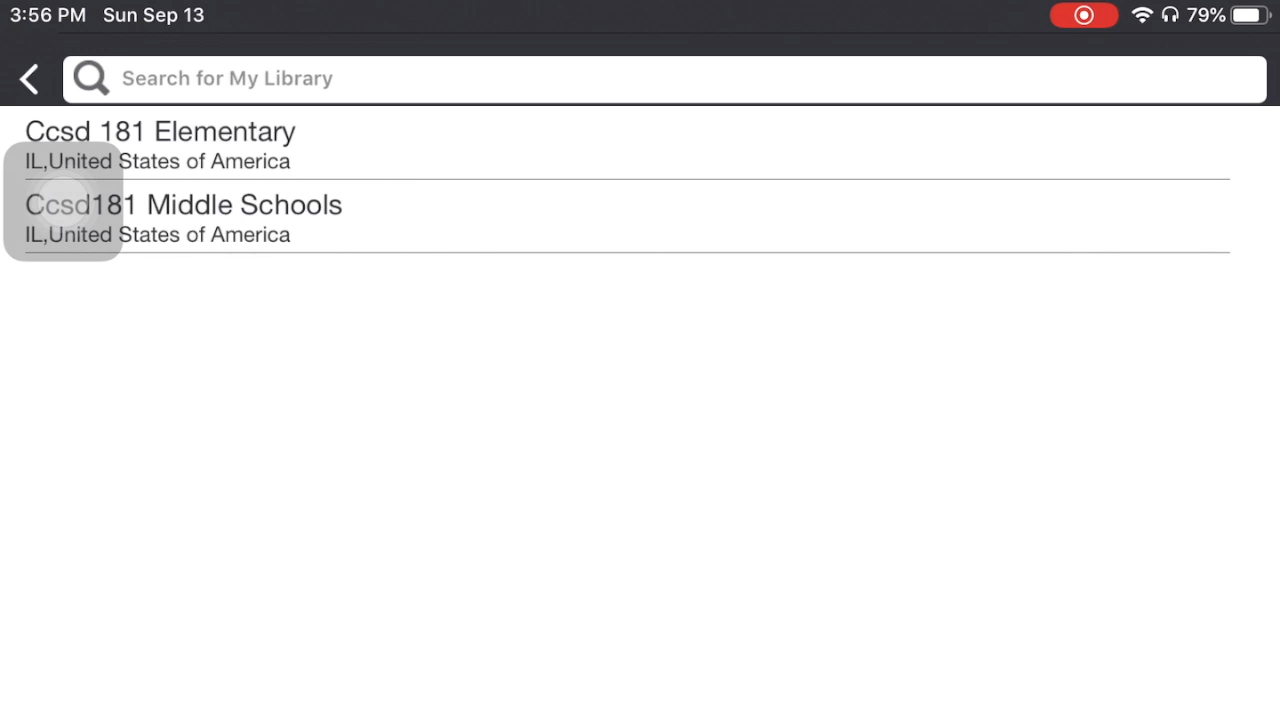 3:56 PM Sun Sep 13 79%
Search for My Library
Ccsd 181 Elementary
IL,United States of America
Ccsd181 Middle Schools
IL,United States of America